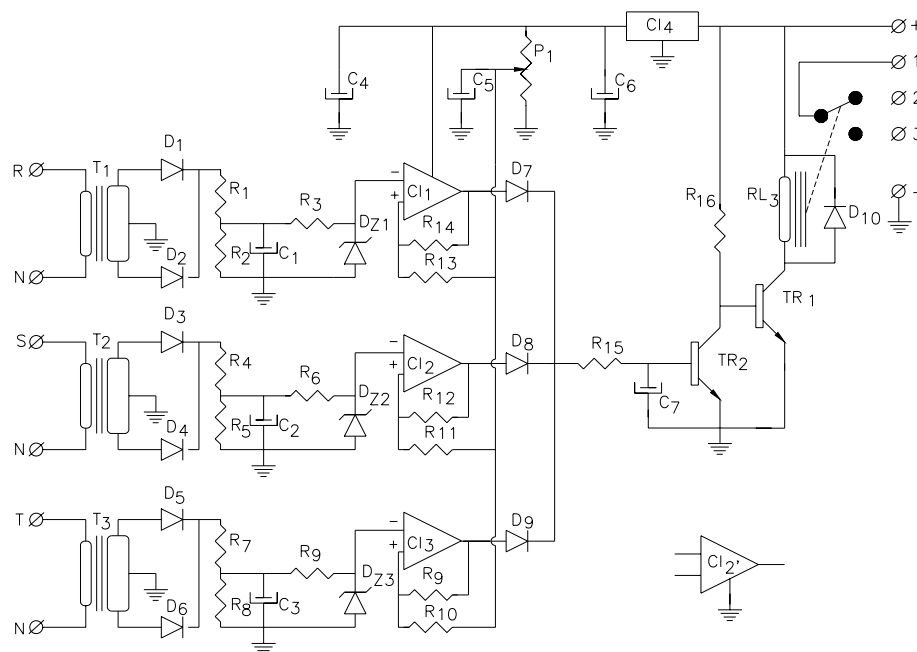 CI4
+
P1
1
C4
C5
C6
2
3
D1
R
T1
R1
−
D7
R3
CI1
R16
RL3
−
+
DZ1
R14
D10
D2
R2
C1
R13
N
TR1
D3
S
T2
−
D8
R4
R6
CI2
R15
TR2
+
DZ2
R12
C7
D4
R5
C2
R11
N
D5
T
T3
−
D9
R7
R9
CI3
+
CI2'
DZ3
R9
D6
R8
C3
R10
N